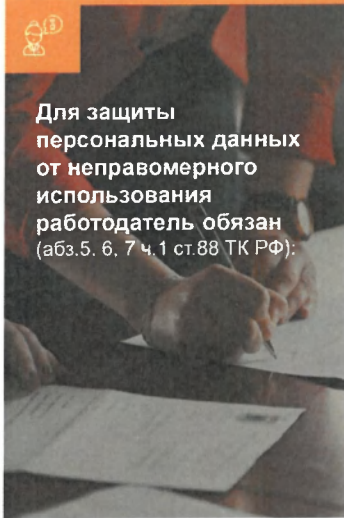 Для защиты
персональных данных
от неправомерного
использования
работодатель обязан
(абз.5. 6, 7 ч.1 ст.88 ТК РФ):